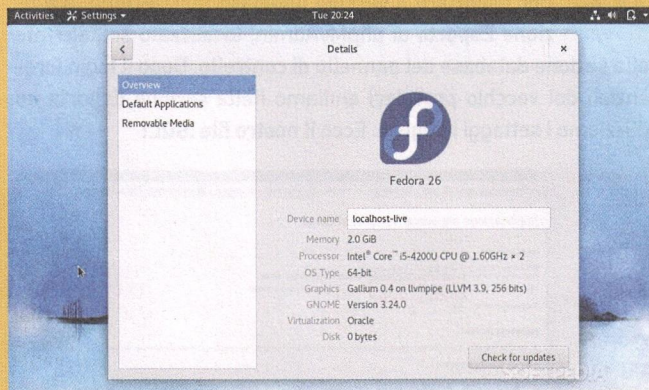 Activities Settings Tue 20:24
Details
Overview
Default Applications
Removable Media
Fedora 26
Device name localhost-live
Memory 2.0 GiB
Processor Intel® Core™ i5-4200U CPU @ 1.60GHz × 2
OS Type 64-bit
Graphics Gallium 0.4 on llvmpipe (LLVM 3.9, 256 bits)
GNOME Version 3.24.0
Virtualization Oracle
Disk 0 bytes
Check for updates